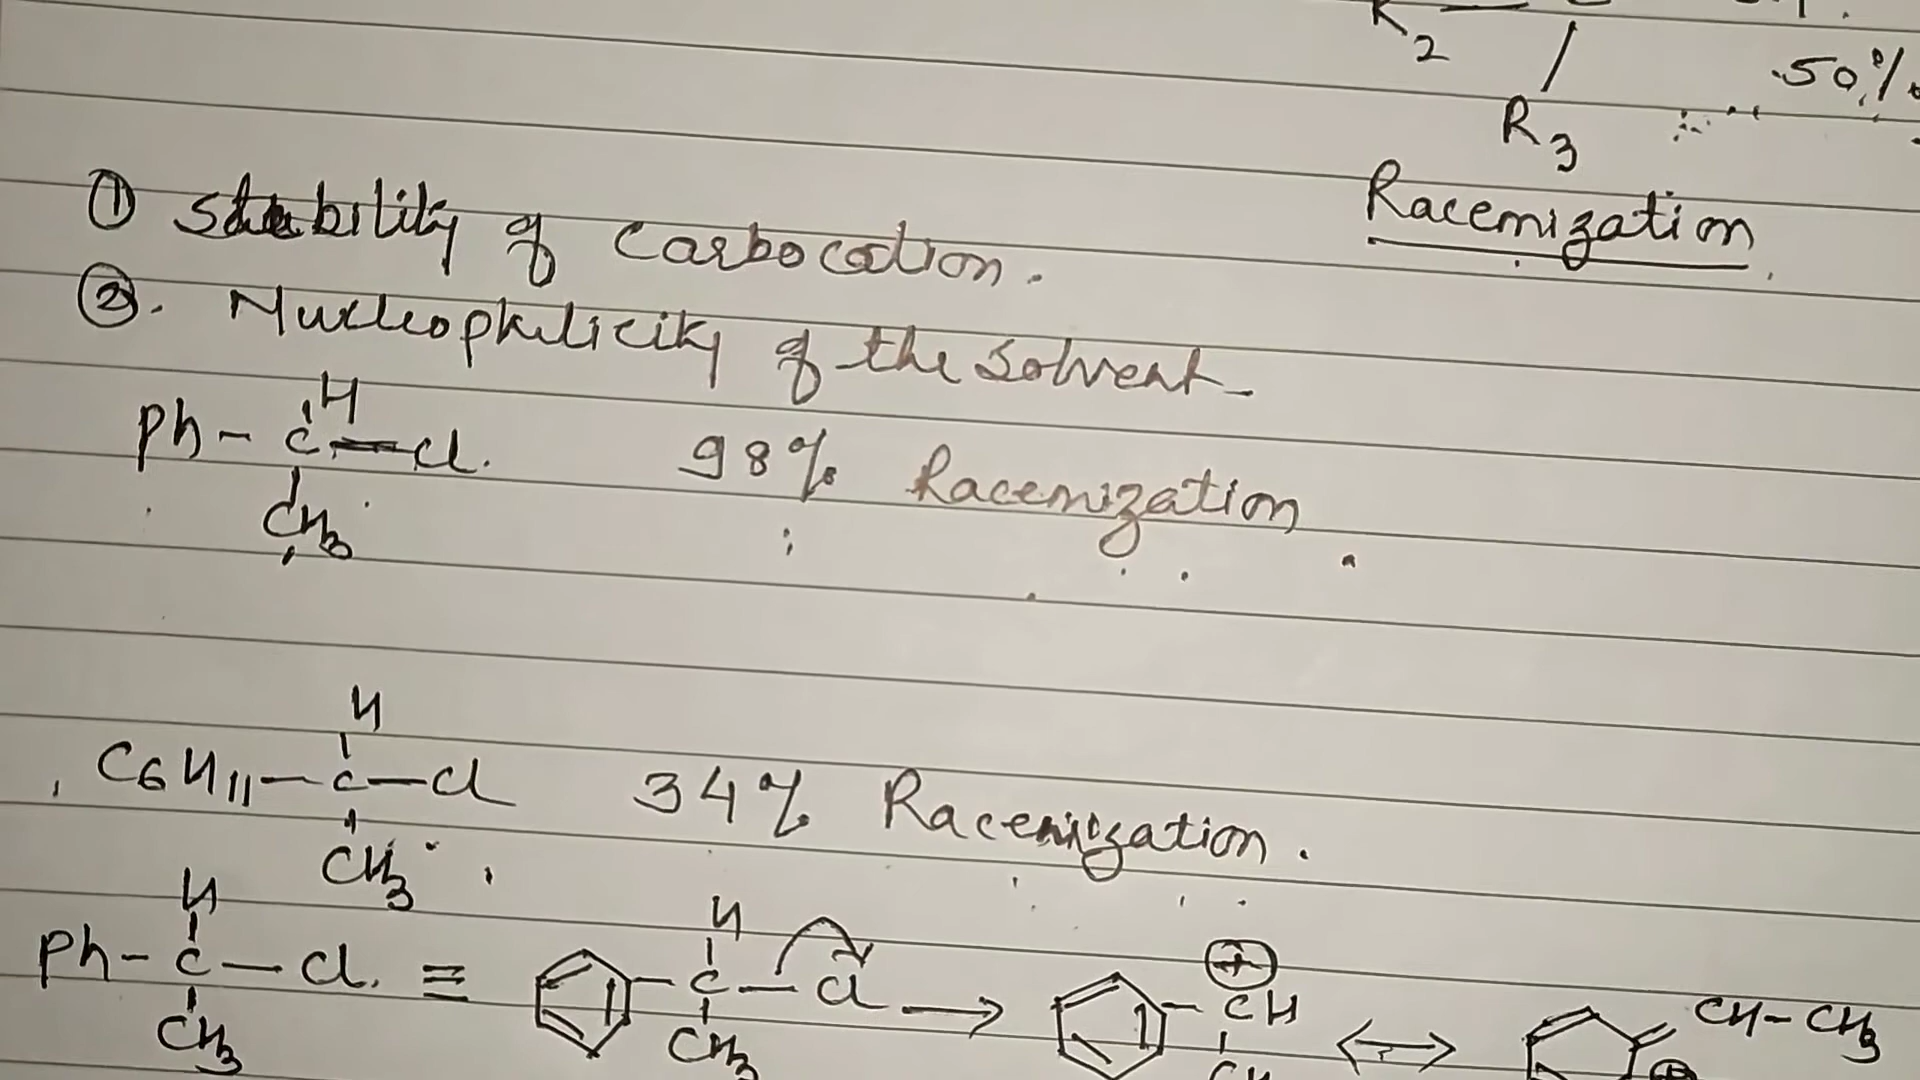 R2
50%
R3
Racemization
① Stability of Carbocation.
②. Nucleophilicity of the Solvent
H
Ph-C-Cl. 98% Racemization
CH3
H
C6H11-C-Cl 34% Racemization.
CH3
H H ⊕
Ph-C-Cl. ≡ -C-Cl → -CH ↔ CH-CH3
CH3 CH3 ⊕